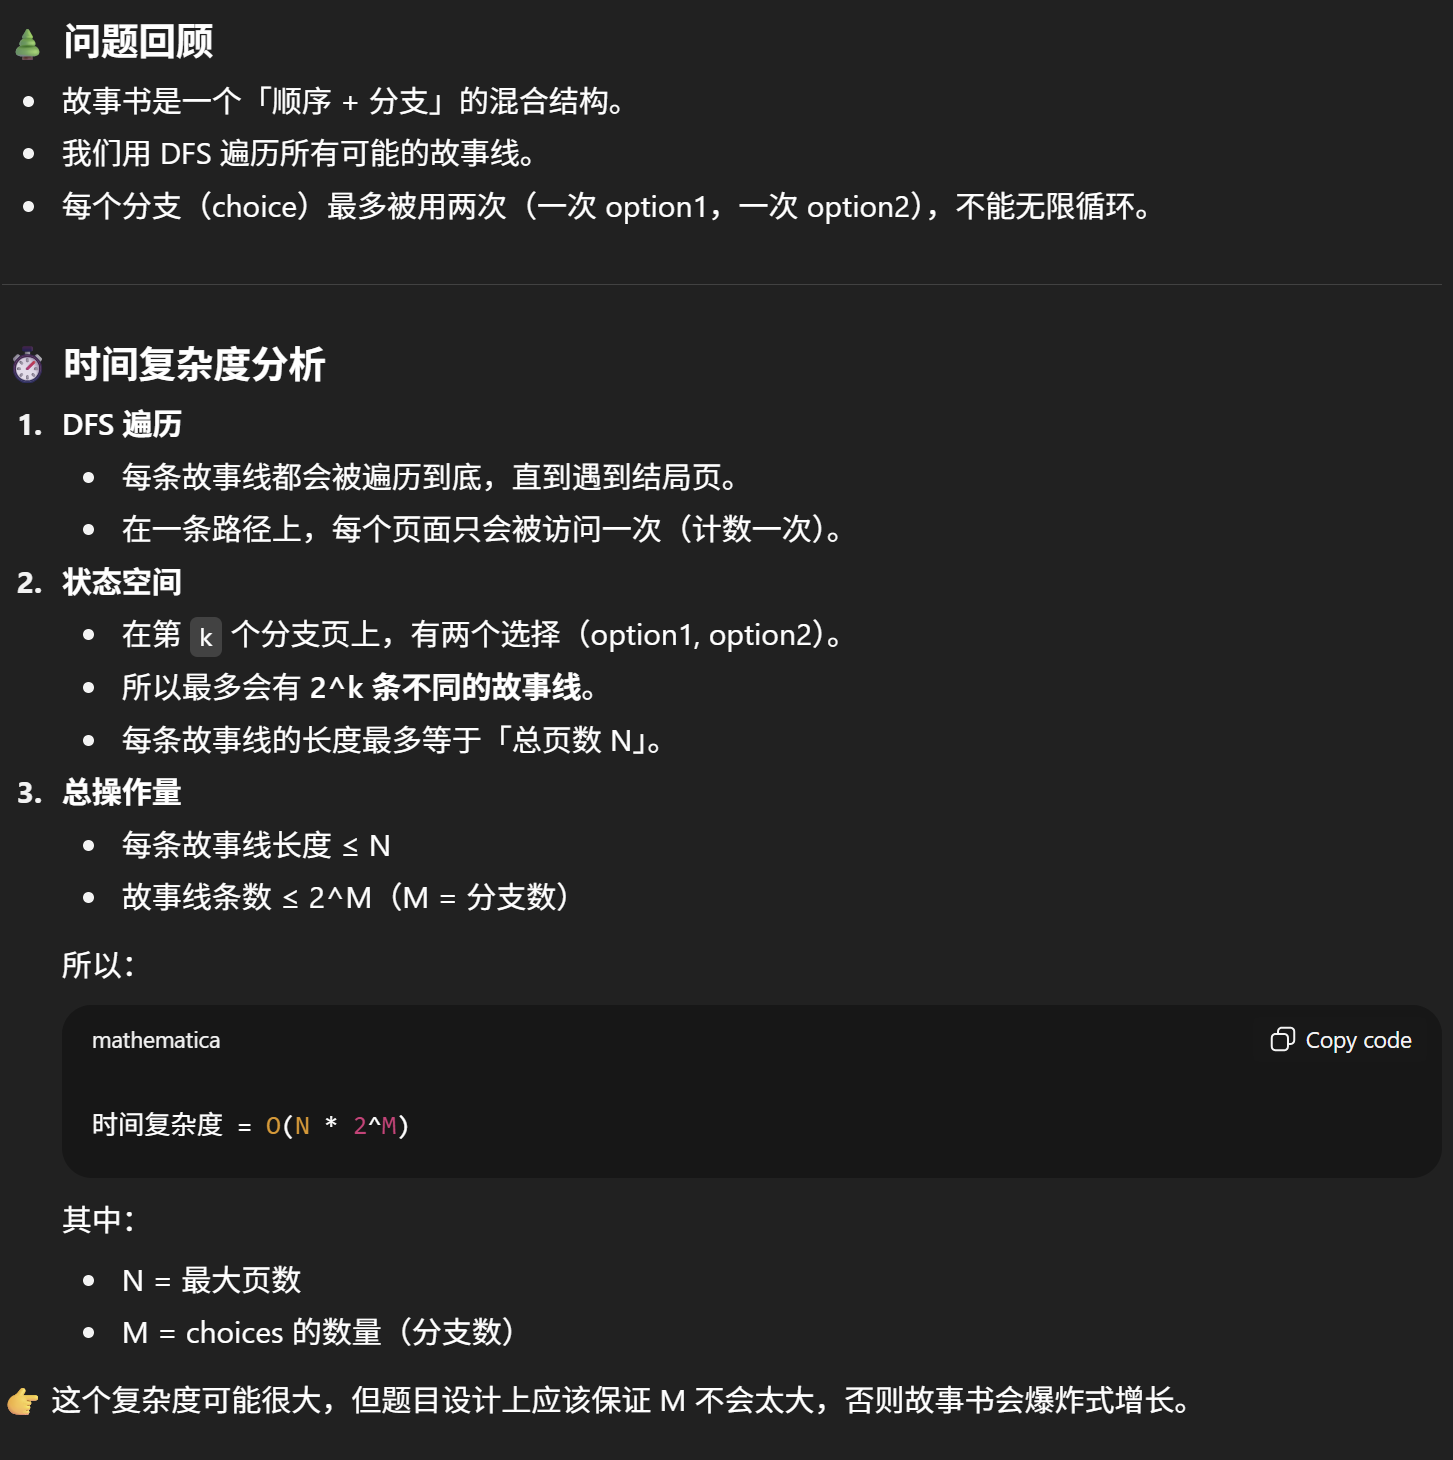 🌲 问题回顾
• 故事书是一个「顺序 + 分支」的混合结构。
• 我们用 DFS 遍历所有可能的故事线。
• 每个分支（choice）最多被用两次（一次 option1，一次 option2），不能无限循环。
⏱️ 时间复杂度分析
1. DFS 遍历
• 每条故事线都会被遍历到底，直到遇到结局页。
• 在一条路径上，每个页面只会被访问一次（计数一次）。
2. 状态空间
• 在第 k 个分支页上，有两个选择（option1, option2）。
• 所以最多会有 2^k 条不同的故事线。
• 每条故事线的长度最多等于「总页数 N」。
3. 总操作量
• 每条故事线长度 ≤ N
• 故事线条数 ≤ 2^M（M = 分支数）
所以：
mathematica Copy code
时间复杂度 = O(N * 2^M)
其中：
• N = 最大页数
• M = choices 的数量（分支数）
👉 这个复杂度可能很大，但题目设计上应该保证 M 不会太大，否则故事书会爆炸式增长。